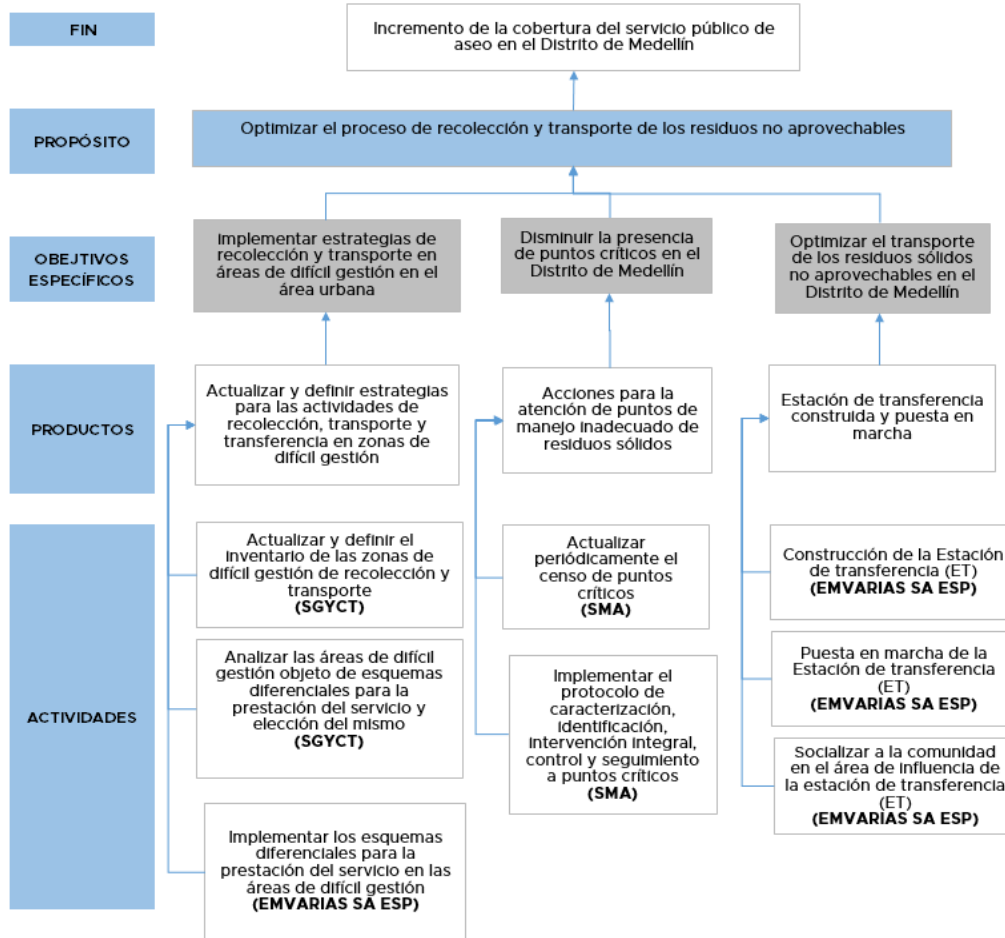 FIN
Incremento de la cobertura del servicio público de
aseo en el Distrito de Medellín
PROPÓSITO
Optimizar el proceso de recolección y transporte de los residuos no aprovechables
OBEJTIVOS
ESPECÍFICOS
Implementar estrategias de
recolección y transporte en
áreas de difícil gestión en el
área urbana
Disminuir la presencia
de puntos críticos en el
Distrito de Medellín
Optimizar el transporte
de los residuos sólidos
no aprovechables en el
Distrito de Medellín
PRODUCTOS
Actualizar y definir estrategias
para las actividades de
recolección, transporte y
transferencia en zonas de
difícil gestión
Acciones para la
atención de puntos de
manejo inadecuado de
residuos sólidos
Estación de transferencia
construida y puesta en
marcha
ACTIVIDADES
Actualizar y definir el
inventario de las zonas de
difícil gestión de recolección y
transporte
(SGYCT)
Analizar las áreas de difícil
gestión objeto de esquemas
diferenciales para la
prestación del servicio y
elección del mismo
(SGYCT)
Implementar los esquemas
diferenciales para la
prestación del servicio en las
áreas de difícil gestión
(EMVARIAS SA ESP)
Actualizar
periódicamente el
censo de puntos
críticos
(SMA)
Implementar el
protocolo de
caracterización,
identificación,
intervención integral,
control y seguimiento
a puntos críticos
(SMA)
Construcción de la Estación
de transferencia (ET)
(EMVARIAS SA ESP)
Puesta en marcha de la
Estación de transferencia
(ET)
(EMVARIAS SA ESP)
Socializar a la comunidad
en el área de influencia de
la estación de transferencia
(ET)
(EMVARIAS SA ESP)